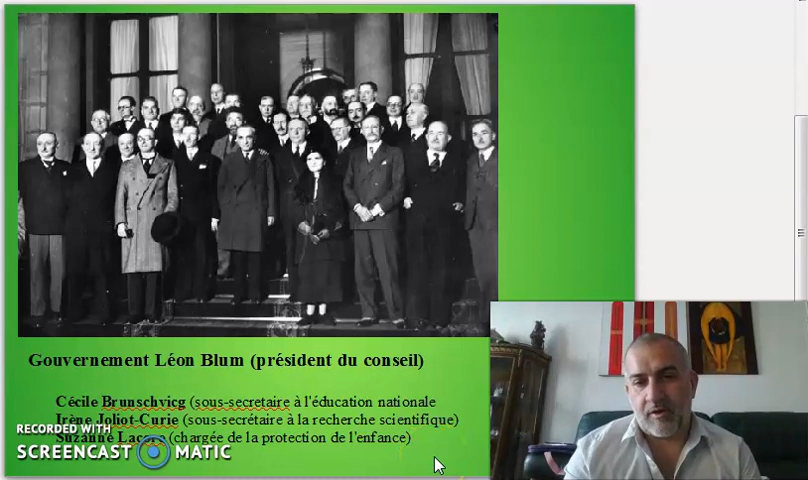 Gouvernement Léon Blum (président du conseil)
Cécile Brunschvicg (sous-secretaire à l'éducation nationale
Irène Joliot-Curie (sous-secrétaire à la recherche scientifique)
RECORDED WITH
Suzanne (chargée de la protection de l'enfance)
SCREENCAST MATIC